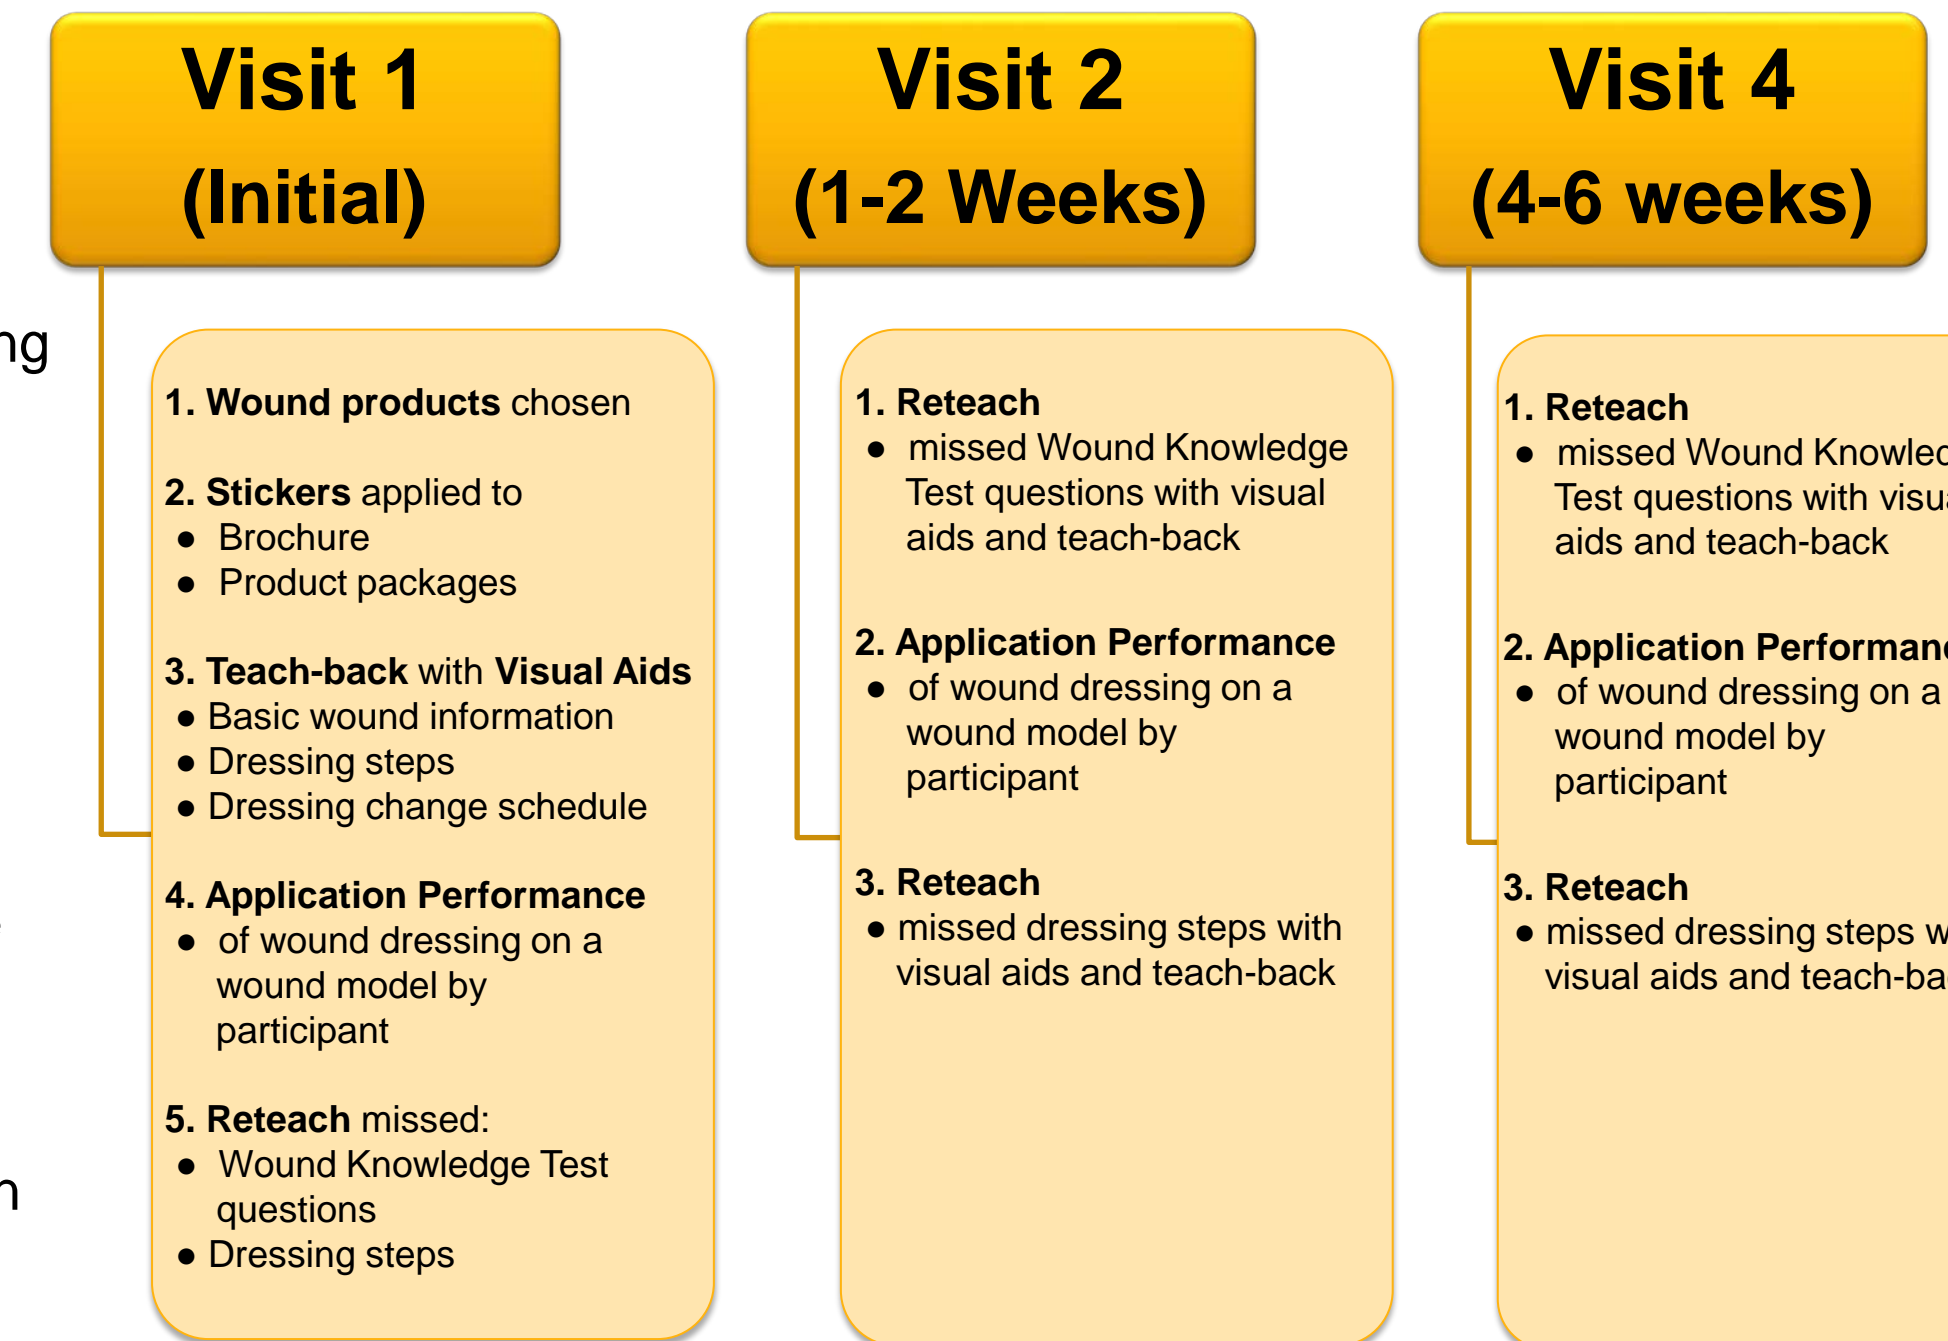 Visit 1
(Initial)
1. Wound products chosen
2. Stickers applied to
● Brochure
● Product packages
3. Teach-back with Visual Aids
● Basic wound information
● Dressing steps
● Dressing change schedule
4. Application Performance
● of wound dressing on a
wound model by
participant
5. Reteach missed:
● Wound Knowledge Test
questions
● Dressing steps
Visit 2
(1-2 Weeks)
1. Reteach
● missed Wound Knowledge
Test questions with visual
aids and teach-back
2. Application Performance
● of wound dressing on a
wound model by
participant
3. Reteach
● missed dressing steps with
visual aids and teach-back
Visit 4
(4-6 weeks)
1. Reteach
● missed Wound
Test questions with
aids and teach-back
2. Application
● of wound dressing on a
wound model by
participant
3. Reteach
● missed dressing steps
visual aids and